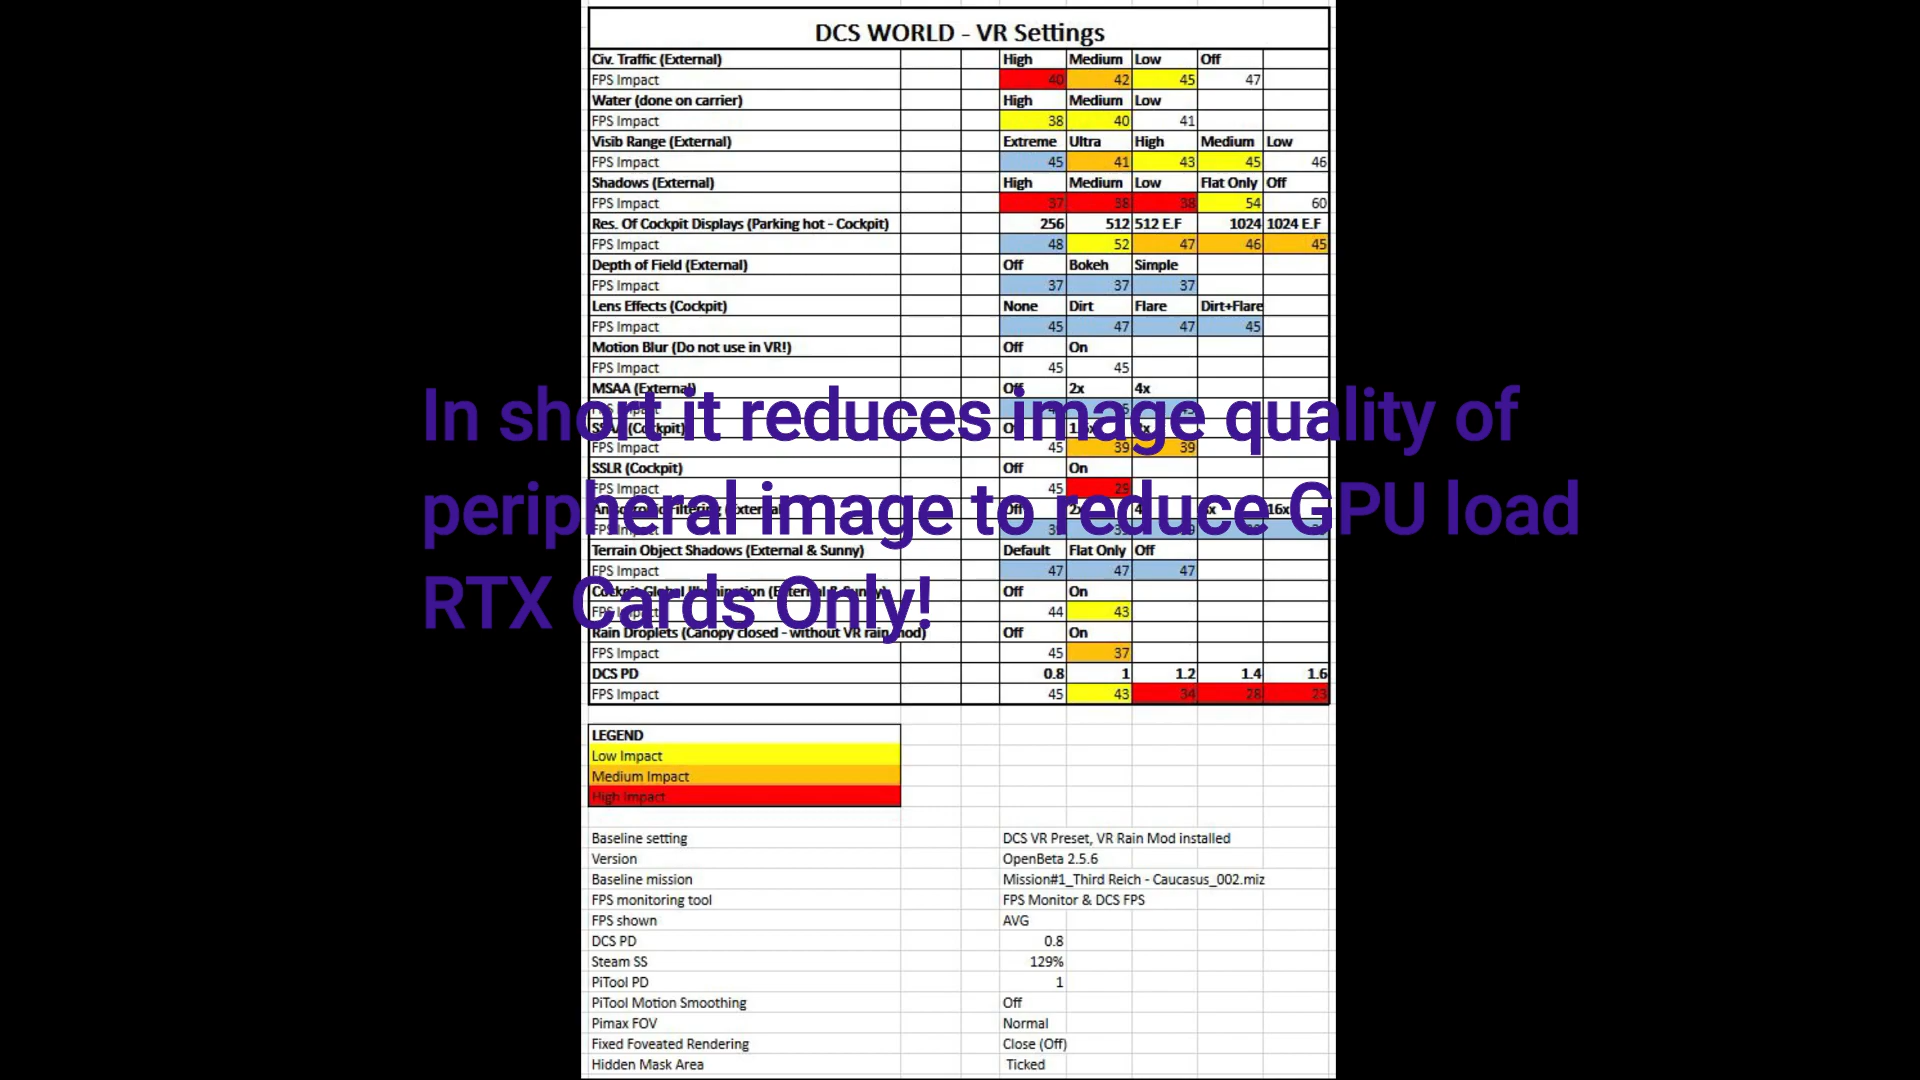 DCS WORLD - VR Settings
Civ. Traffic (External) High Medium Low Off
FPS Impact 40 42 45 47
Water (done on carrier) High Medium Low
FPS Impact 38 40 41
Visib Range (External) Extreme Ultra High Medium Low
FPS Impact 45 41 43 45 46
Shadows (External) High Medium Low Flat Only Off
FPS Impact 37 38 38 54 60
Res. Of Cockpit Displays (Parking hot - Cockpit) 256 512 512 E.F 1024 1024 E.F
FPS Impact 48 52 47 46 45
Depth of Field (External) Off Bokeh Simple
FPS Impact 37 37 37
Lens Effects (Cockpit) None Dirt Flare Dirt+Flare
FPS Impact 45 47 47 45
Motion Blur (Do not use in VR!) Off On
FPS Impact 45 45
MSAA (External) Off 2x 4x
In short it reduces image quality of
(Cockpit)
FPS Impact 45 39 39
SSLR (Cockpit) Off On
FPS Impact 45 29
peripheral image to reduce GPU load
16x
Terrain Object Shadows (External & Sunny) Default Flat Only Off
FPS Impact 47 47 47
Cockpit Global Illumination (External & Sunny) Off On
RTX Cards Only!
FPS Impact 44 43
Rain Droplets (Canopy closed - without VR rain mod) Off On
FPS Impact 45 37
DCS PD 0.8 1 1.2 1.4 1.6
FPS Impact 45 43 34 28 23
LEGEND
Low Impact
Medium Impact
High Impact
Baseline setting DCS VR Preset, VR Rain Mod installed
Version OpenBeta 2.5.6
Baseline mission Mission#1_Third Reich - Caucasus_002.miz
FPS monitoring tool FPS Monitor & DCS FPS
FPS shown AVG
DCS PD 0.8
Steam SS 129%
PiTool PD 1
PiTool Motion Smoothing Off
Pimax FOV Normal
Fixed Foveated Rendering Close (Off)
Hidden Mask Area Ticked